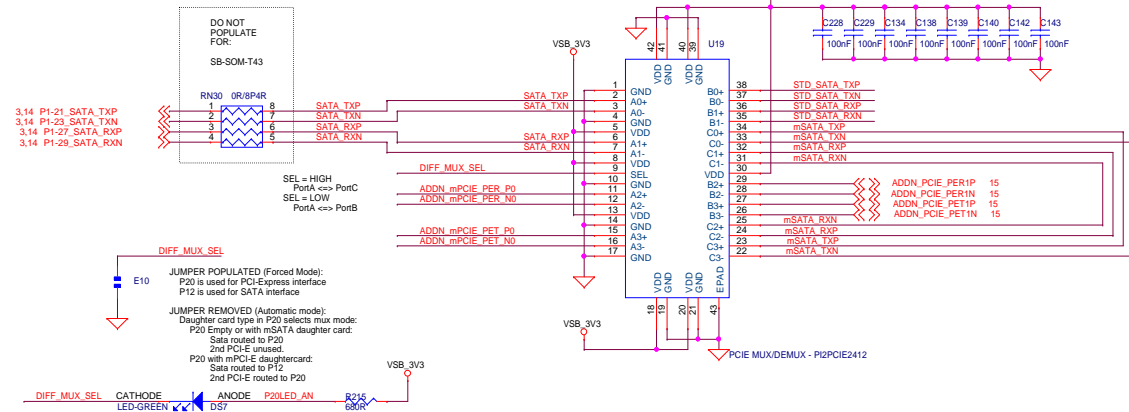 DO NOT
POPULATE
FOR:
SB-SOM-T43
RN30 0R/8P4R
3,14 P1-21_SATA_TXP 1 8 SATA_TXP
3,14 P1-23_SATA_TXN 2 7 SATA_TXN
3,14 P1-27_SATA_RXP 3 6 SATA_RXP
3,14 P1-29_SATA_RXN 4 5 SATA_RXN
VSB_3V3
C228 C229 C134 C138 C139 C140 C142 C143
100nF 100nF 100nF 100nF 100nF 100nF 100nF 100nF
U19
42 41 40 39
VDD GND VDD GND
1 GND
SATA_TXP 2 A0+
SATA_TXN 3 A0-
4 GND
5 VDD
SATA_RXP 6 A1+
SATA_RXN 7 A1-
8 VDD
DIFF_MUX_SEL 9 SEL
10 GND
ADDN_mPCIE_PER_P0 11 A2+
ADDN_mPCIE_PER_N0 12 A2-
13 VDD
14 GND
ADDN_mPCIE_PET_P0 15 A3+
ADDN_mPCIE_PET_N0 16 A3-
17 GND
B0+ 38 STD_SATA_TXP
B0- 37 STD_SATA_TXN
B1+ 36 STD_SATA_RXP
B1- 35 STD_SATA_RXN
C0+ 34 mSATA_TXP
C0- 33 mSATA_TXN
C1+ 32 mSATA_RXP
C1- 31 mSATA_RXN
VDD 30
B2+ 29 ADDN_PCIE_PER1P 15
B2- 28 ADDN_PCIE_PER1N 15
B3+ 27 ADDN_PCIE_PET1P 15
B3- 26 ADDN_PCIE_PET1N 15
C2+ 25 mSATA_RXN
C2- 24 mSATA_RXP
C3+ 23 mSATA_TXP
C3- 22 mSATA_TXN
VDD GND VDD GND EPAD
18 19 20 21 43
VSB_3V3
PCIE MUX/DEMUX - PI2PCIE2412
SEL = HIGH
PortA <=> PortC
SEL = LOW
PortA <=> PortB
DIFF_MUX_SEL
E10
JUMPER POPULATED (Forced Mode):
P20 is used for PCI-Express interface
P12 is used for SATA interface
JUMPER REMOVED (Automatic mode):
Daughter card type in P20 selects mux mode:
P20 Empty or with mSATA daughter card:
Sata routed to P20
2nd PCI-E unused.
P20 with mPCI-E daughtercard:
Sata routed to P12
2nd PCI-E routed to P20
VSB_3V3
DIFF_MUX_SEL CATHODE ANODE P20LED_AN R215
LED-GREEN DS7 680R